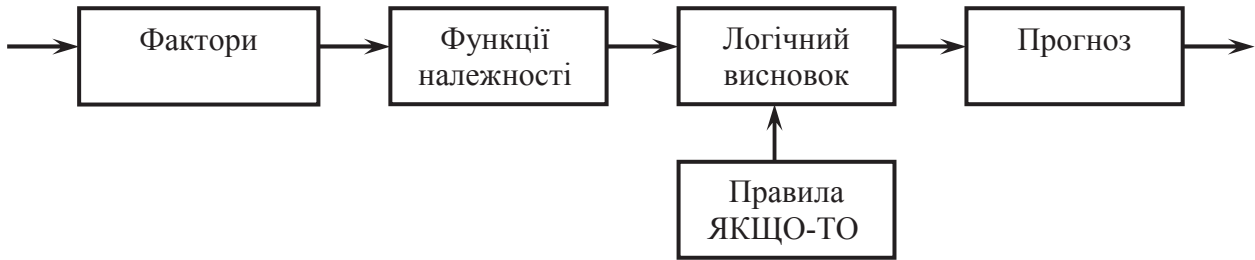 Фактори
Функції
належності
Логічний
висновок
Прогноз
Правила
ЯКЩО-ТО